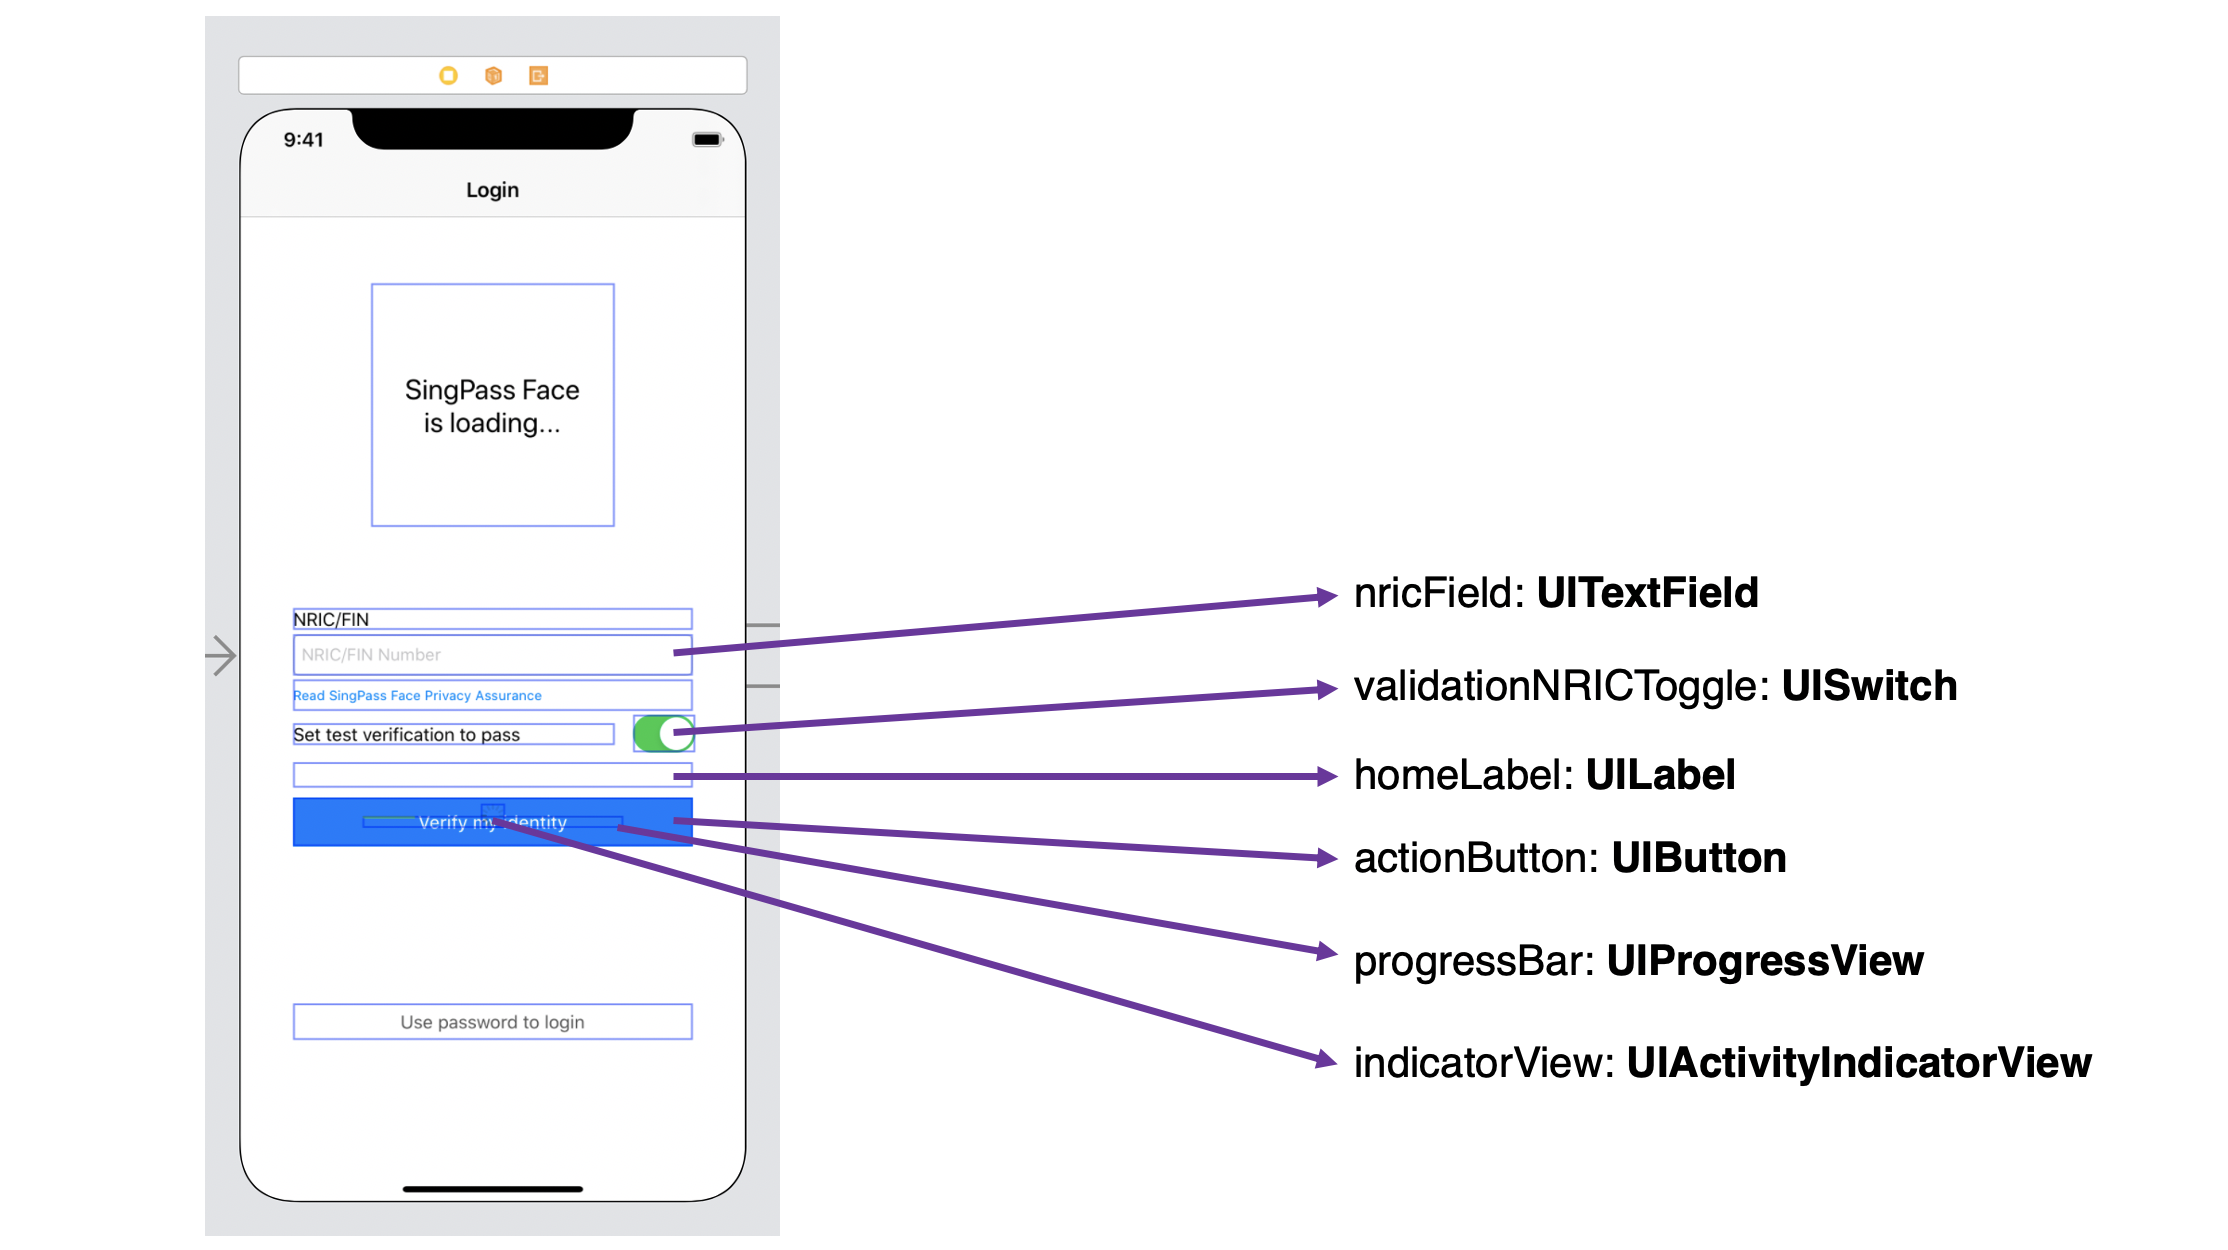 9:41
Login
SingPass Face
is loading...
NRIC/FIN
NRIC/FIN Number
Read SingPass Face Privacy Assurance
Set test verification to pass
Verify my identity
Use password to login
nricField: UITextField
validationNRICToggle: UISwitch
homeLabel: UILabel
actionButton: UIButton
progressBar: UIProgressView
indicatorView: UIActivityIndicatorView